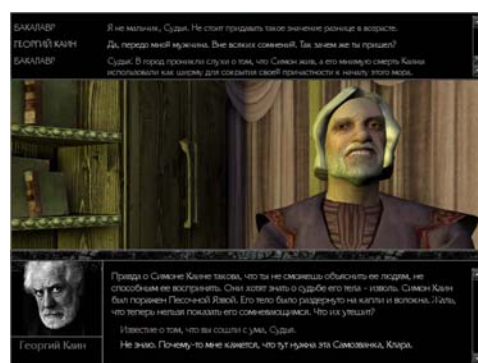 БАКАЛАВР Я не мальчик, Судья. Не стоит придавать такое значение разнице в возрасте.
ГЕОРГИЙ КАИН Да, передо мной мужчина. Вне всяких сомнений. Так зачем же ты пришел?
БАКАЛАВР Судья! В город проникли слухи о том, что Симон жив, а его мнимую смерть Каины
использовали как ширму для сокрытия своей причастности к началу этого мора.
Правда о Симоне Каине такова, что ты не сможешь объяснить ее людям, не
способным ее воспринять. Они хотят знать о судьбе его тела - изволь. Симон Каин
был поражен Песочной Язвой. Его тело было раздернуто на капли и волокна. Жаль,
что теперь нельзя показать его сомневающимся. Что их утешит?
Известие о том, что вы сошли с ума, Судья.
Не знаю. Почему-то мне кажется, что тут нужна эта Самозванка, Клара.
Георгий Каин